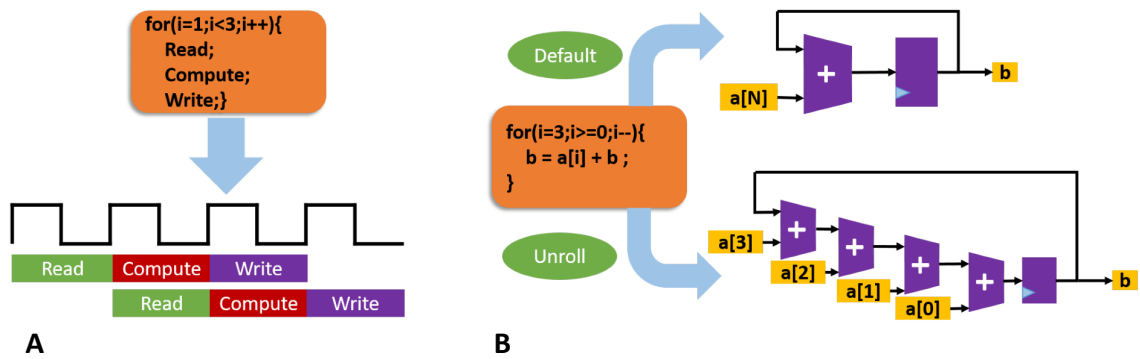 for(i=1;i<3;i++){
Read;
Compute;
Write;}
Read Compute Write
Read Compute Write
A
Default
for(i=3;i>=0;i--){
b = a[i] + b ;
}
Unroll
+
a[N]
b
a[3]
+
a[2]
+
a[1]
+
a[0]
+
b
B